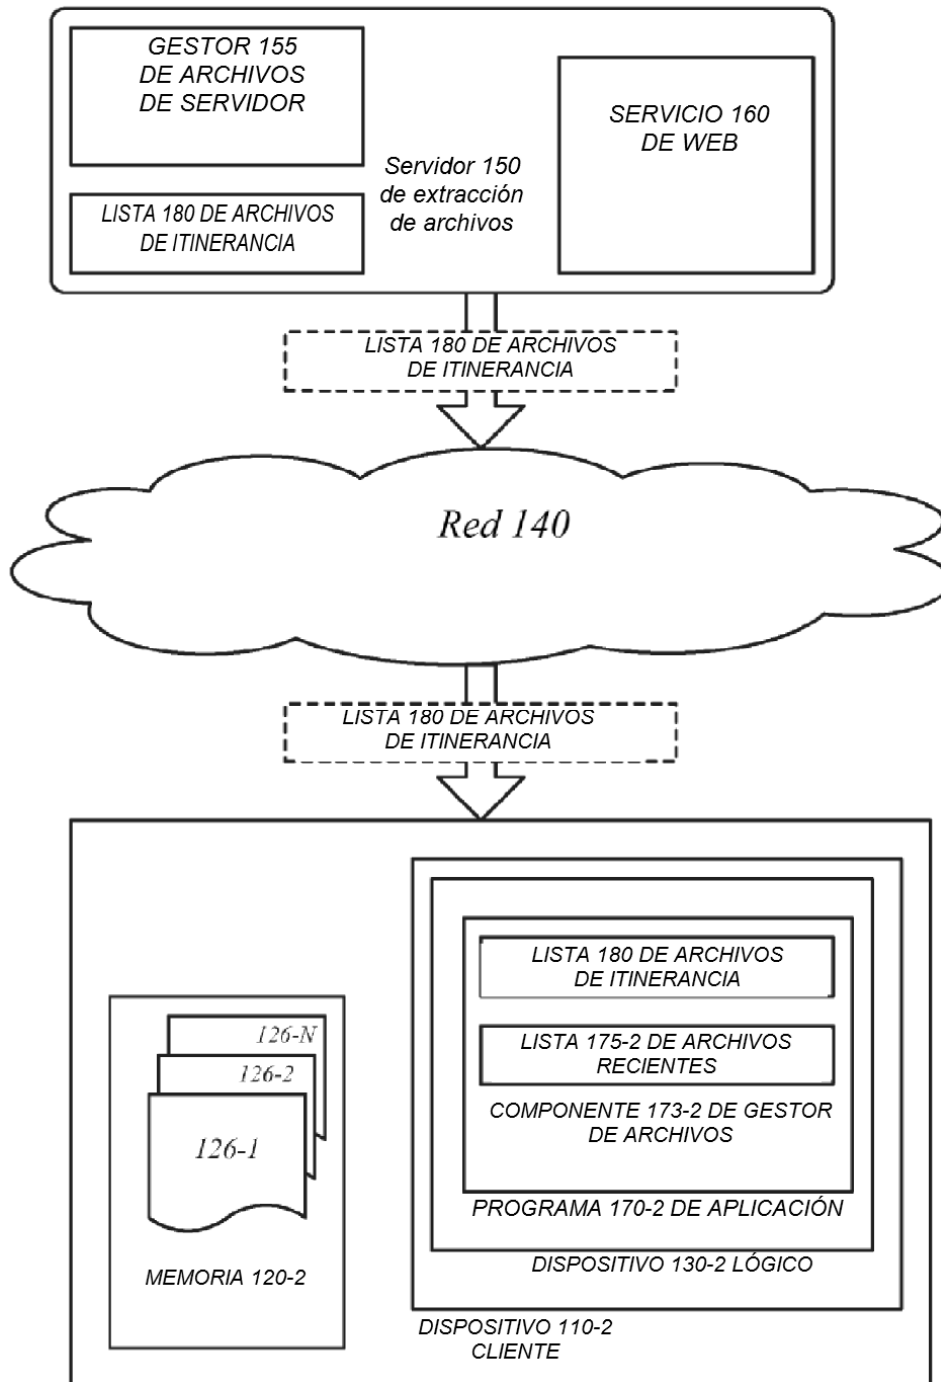 GESTOR 155
DE ARCHIVOS
DE SERVIDOR
LISTA 180 DE ARCHIVOS
DE ITINERANCIA
Servidor 150
de extracción
de archivos
SERVICIO 160
DE WEB
LISTA 180 DE ARCHIVOS
DE ITINERANCIA
Red 140
LISTA 180 DE ARCHIVOS
DE ITINERANCIA
126-N
126-2
126-1
MEMORIA 120-2
LISTA 180 DE ARCHIVOS
DE ITINERANCIA
LISTA 175-2 DE ARCHIVOS
RECIENTES
COMPONENTE 173-2 DE GESTOR
DE ARCHIVOS
PROGRAMA 170-2 DE APLICACIÓN
DISPOSITIVO 130-2 LÓGICO
DISPOSITIVO 110-2
CLIENTE